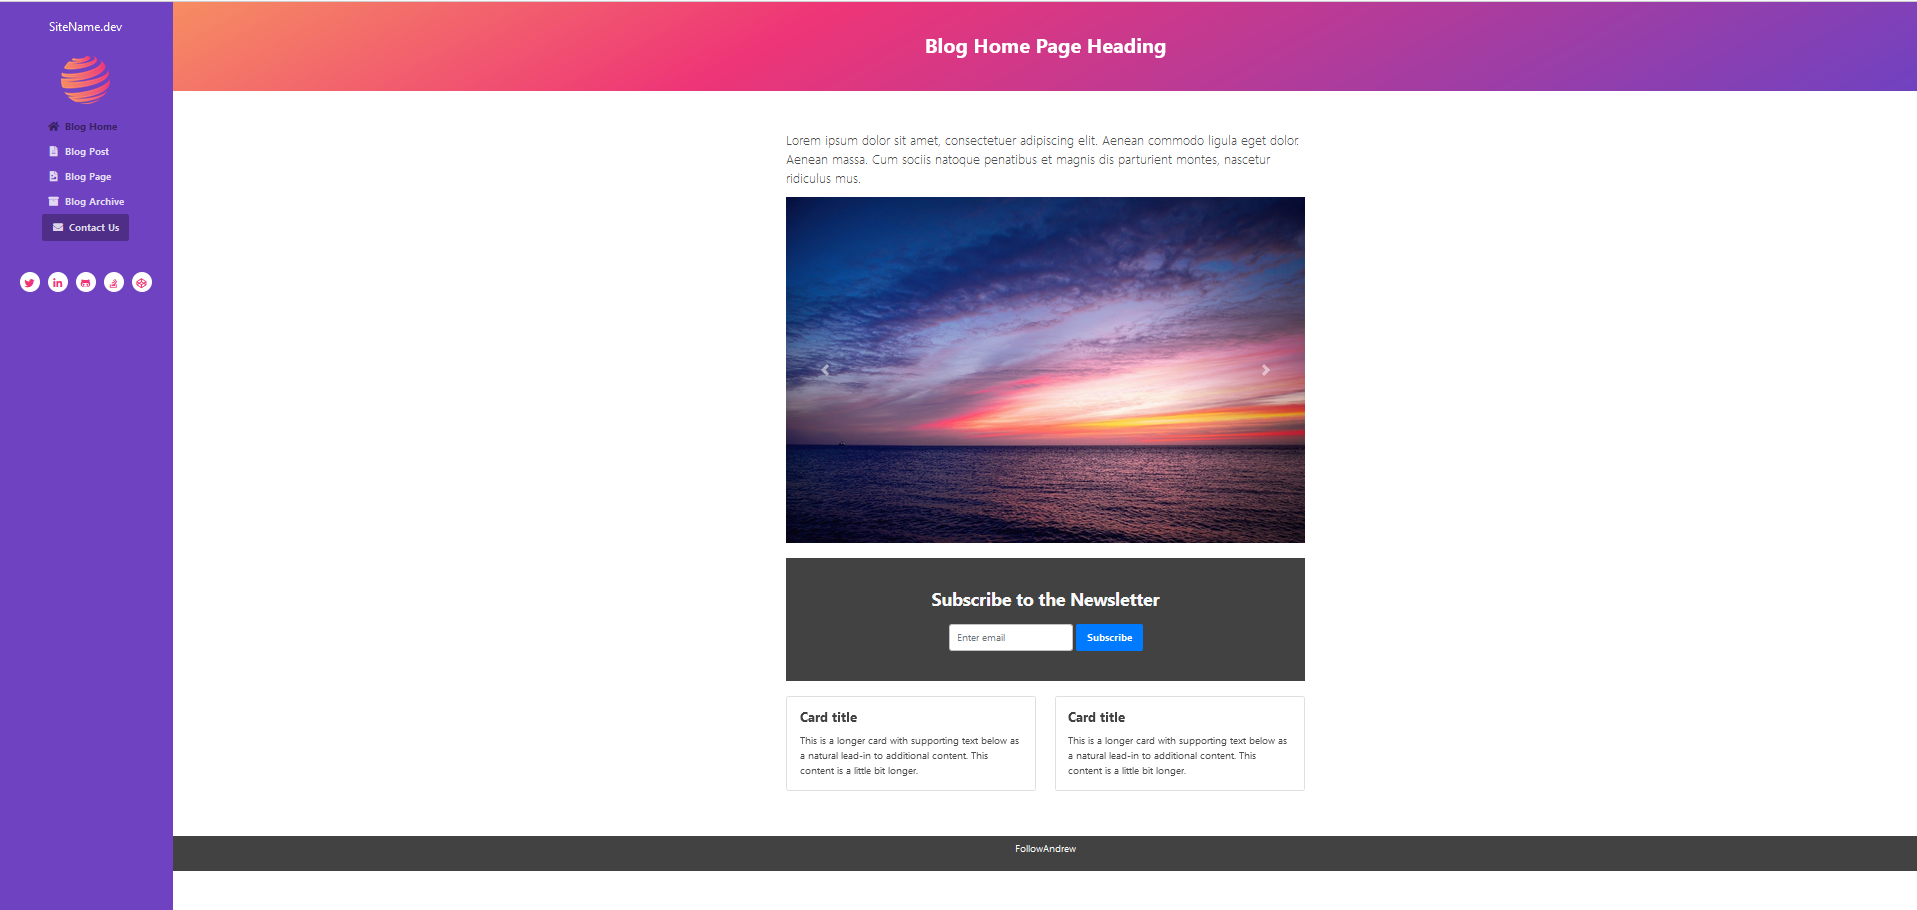 SiteName.dev
Blog Home
Blog Post
Blog Page
Blog Archive
Contact Us
Blog Home Page Heading
Lorem ipsum dolor sit amet, consectetuer adipiscing elit. Aenean commodo ligula eget dolor.
Aenean massa. Cum sociis natoque penatibus et magnis dis parturient montes, nascetur
ridiculus mus.
Subscribe to the Newsletter
Enter email
Subscribe
Card title
This is a longer card with supporting text below as
a natural lead-in to additional content. This
content is a little bit longer.
Card title
This is a longer card with supporting text below as
a natural lead-in to additional content. This
content is a little bit longer.
FollowAndrew